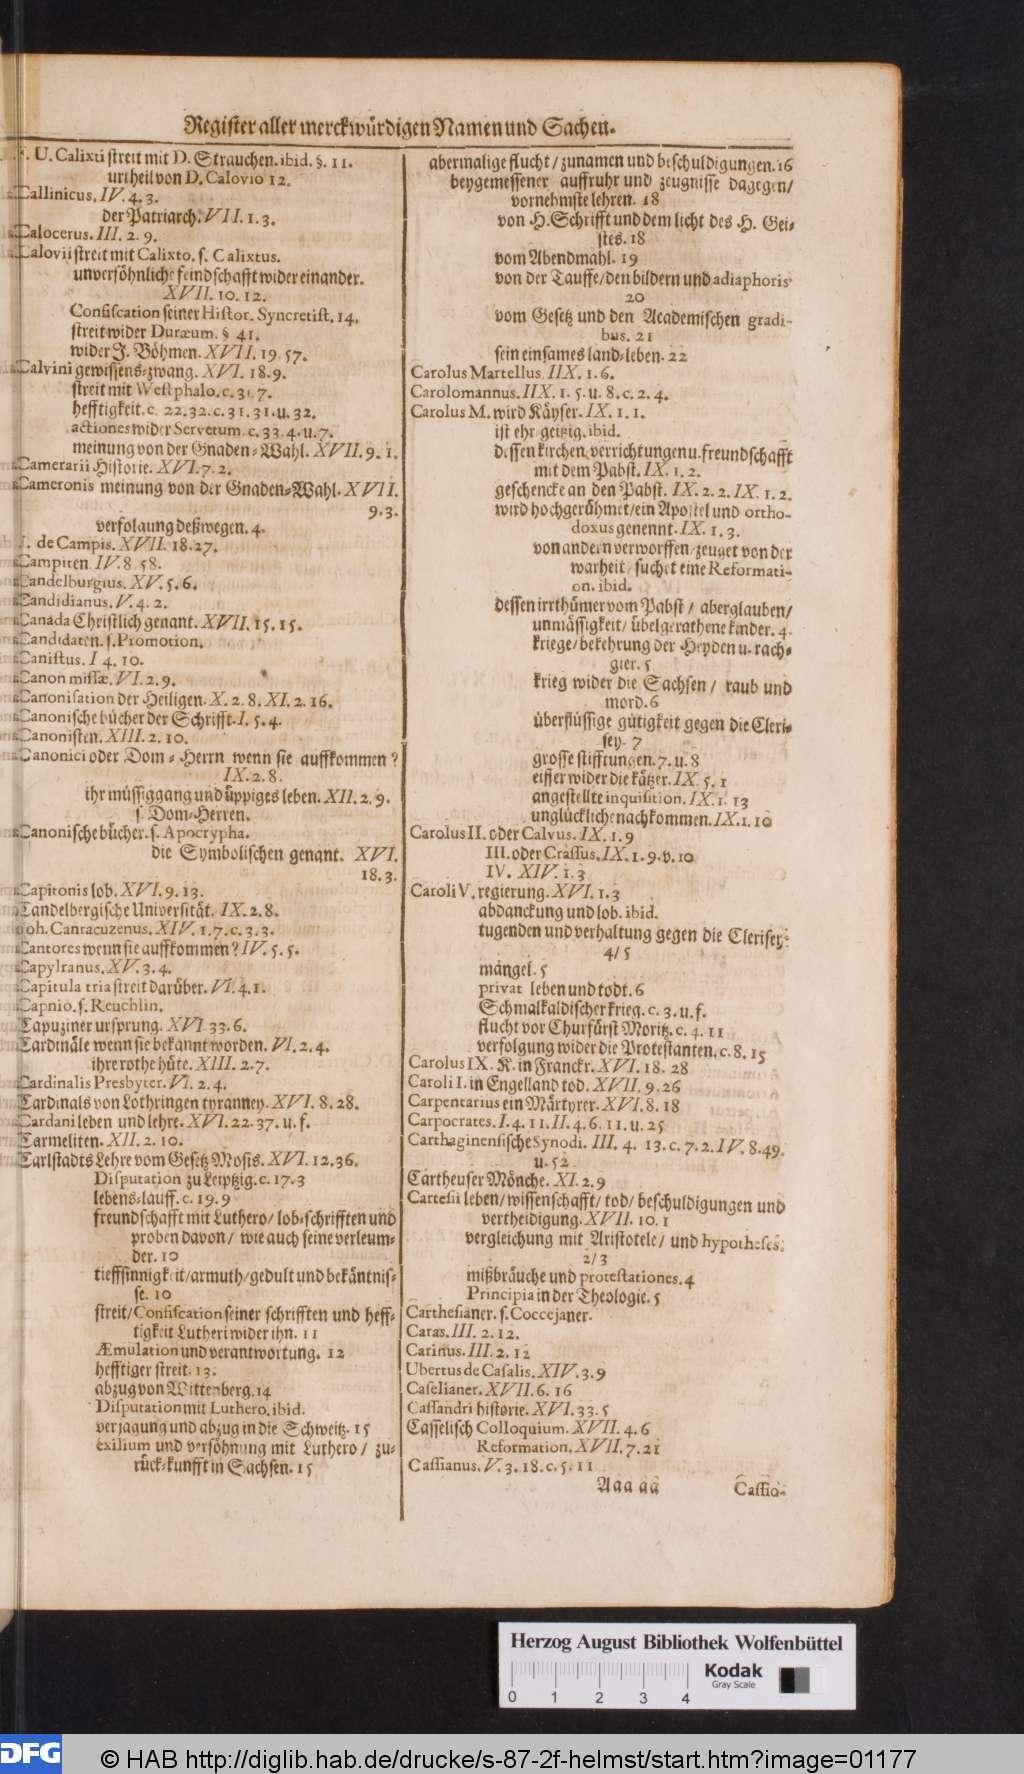 Register aller merckwürdigen Namen und Sachen.
F. U. Calixti streit mit D. Strauchen. ibid. §. 11.
urtheil von D. Calovio 12.
Callinicus. IV. 4. 3.
der Patriarch. VII. 1. 3.
Calocerus. III. 2. 9.
Calovii streit mit Calixto. s. Calixtus.
unversöhnliche feindschafft wider einander.
XVII. 10. 12.
Confiscation seiner Histor. Syncretist. 14.
streit wider Duræum. § 41.
wider J. Böhmen. XVII. 19. 57.
Calvini gewissens-zwang. XVI. 18. 9.
streit mit Westphalo. c. 31. 7.
hefftigkeit. c. 22. 32. c. 31. 31. u. 32.
actiones wider Servetum. c. 33. 4. u. 7.
meinung von der Gnaden-Wahl. XVII. 9. 1.
Camerarii Historie. XVI. 7. 2.
Cameronis meinung von der Gnaden-Wahl. XVII.
9. 3.
verfolgung deßwegen. 4.
J. de Campis. XVII. 18. 27.
Campiten. IV. 8. 58.
Candelburgius. XV. 5. 6.
Candidianus. V. 4. 2.
Canada Christlich genant. XVII. 15. 15.
Candidaten. s. Promotion.
Canistus. I 4. 10.
Canon missæ. VI. 2. 9.
Canonisation der Heiligen. X. 2. 8. XI. 2. 16.
Canonische bücher der Schrifft. I. 5. 4.
Canonisten. XIII. 2. 10.
Canonici oder Dom-Herrn wenn sie auffkommen?
IX. 2. 8.
ihr müssiggang und üppiges leben. XII. 2. 9.
s. Dom-Herren.
Canonische bücher. s. Apocrypha.
die Symbolischen genant. XVI.
18. 3.
Capitonis lob. XVI. 9. 13.
Candelbergische Universität. IX. 2. 8.
Joh. Cantacuzenus. XIV. 1. 7. c. 3. 3.
Cantores wenn sie auffkommen? IV. 5. 5.
Capylranus. XV. 3. 4.
Capitula tria streit darüber. VI. 4. 1.
Capnio. s. Reuchlin.
Capuziner ursprung. XVI. 33. 6.
Cardinäle wenn sie bekannt worden. VI. 2. 4.
ihre rothe hüte. XIII. 2. 7.
Cardinalis Presbyter. VI. 2. 4.
Cardinals von Lothringen tyranney. XVI. 8. 28.
Cardani leben und lehre. XVI. 22. 37. u. f.
Carmeliten. XII. 2. 10.
Carlstadts Lehre vom Gesetz Mosis. XVI. 12. 36.
Disputation zu Leipzig. c. 17. 3
lebens-lauff. c. 19. 9
freundschafft mit Luthero/ lob-schrifften und
proben davon/ wie auch seine verleum-
der. 10
tieffsinnigkeit/armuth/gedult und bekäntnis-
se. 10
streit/ Confiscation seiner schrifften und heff-
tigkeit Lutheri wider ihn. 11
Æmulation und verantwortung. 12
hefftiger streit. 13.
abzug von Wittenberg. 14
Disputation mit Luthero. ibid.
verjagung und abzug in die Schweitz. 15
exilium und versöhnung mit Luthero/ zu-
rück-kunfft in Sachsen. 15
abermalige flucht/ zunamen und beschuldigungen. 16
beygemessener auffruhr und zeugnisse dagegen/
vornehmste lehren. 18
von H. Schrifft und dem licht des H. Gei-
stes. 18
vom Abendmahl. 19
von der Tauffe/ den bildern und adiaphoris
20
vom Gesetz und den Academischen gradi-
bus. 21
sein einsames land-leben. 22
Carolus Martellus. IIX. 1. 6.
Carolomannus. IIX. 1. 5. u. 8. c. 2. 4.
Carolus M. wird Käyser. IX. 1. 1.
ist ehr-geitzig. ibid.
dessen kirchen verrichtungen u. freundschafft
mit dem Pabst. IX. 1. 2.
geschencke an den Pabst. IX. 2. 2. IX. 1. 2.
wird hochgerühmet/ein Apostel und ortho-
doxus genennt. IX. 1. 3.
von andern verworffen/zeuget von der
warheit/ suchet eine Reformati-
on. ibid.
dessen irrthümer vom Pabst/ aberglauben/
unmässigkeit/ übelgerathene kinder. 4.
kriege/ bekehrung der Heyden u. rach-
gier. 5
krieg wider die Sachsen/ raub und
mord. 6
überflüssige gütigkeit gegen die Cleri-
sey. 7
grosse stifftungen. 7. u. 8
eiffer wider die kätzer. IX. 5. 1
angestellte inquisition. IX. 1. 13
unglückliche nachkommen. IX. 1. 10
Carolus II. oder Calvus. IX. 1. 9
III. oder Crassus. IX. 1. 9. v. 10
IV. XIV. 1. 3
Caroli V. regierung. XVI. 1. 3
abdanckung und lob. ibid.
tugenden und verhaltung gegen die Clerisey.
4/5
mängel. 5
privat leben und todt. 6
Schmalkaldischer krieg. c. 3. u. f.
flucht vor Churfürst Moritz. c. 4. 11
verfolgung wider die Protestanten. c. 8. 15
Carolus IX. K. in Franckr. XVI. 18. 28
Caroli I. in Engelland tod. XVII. 9. 26
Carpentarius ein Märtyrer. XVI. 8. 18
Carpocrates. I. 4. 11. II. 4. 6. 11. u. 25
Carthaginensische Synodi. III. 4. 13. c. 7. 2. IV. 8. 49.
u. 52
Cartheuser Mönche. XI. 2. 9
Cartesii leben/ wissenschafft/ tod/ beschuldigungen und
vertheidigung. XVII. 10. 1
vergleichung mit Aristotele/ und hypotheses.
2/3
mißbräuche und protestationes. 4
Principia in der Theologie. 5
Carthesianer. s. Coccejaner.
Caras. III. 2. 12.
Carinus. III. 2. 12
Ubertus de Casalis. XIV. 3. 9
Caselianer. XVII. 6. 16
Cassandri historie. XVI. 33. 5
Casselisch Colloquium. XVII. 4. 6
Reformation. XVII. 7. 21
Cassianus. V. 3. 18. c. 5. 11
Aaa aa
Cassio-
Herzog August Bibliothek Wolfenbüttel
0 1 2 3 4
Kodak
Gray Scale
DFG
© HAB http://diglib.hab.de/drucke/s-87-2f-helmst/start.htm?image=01177